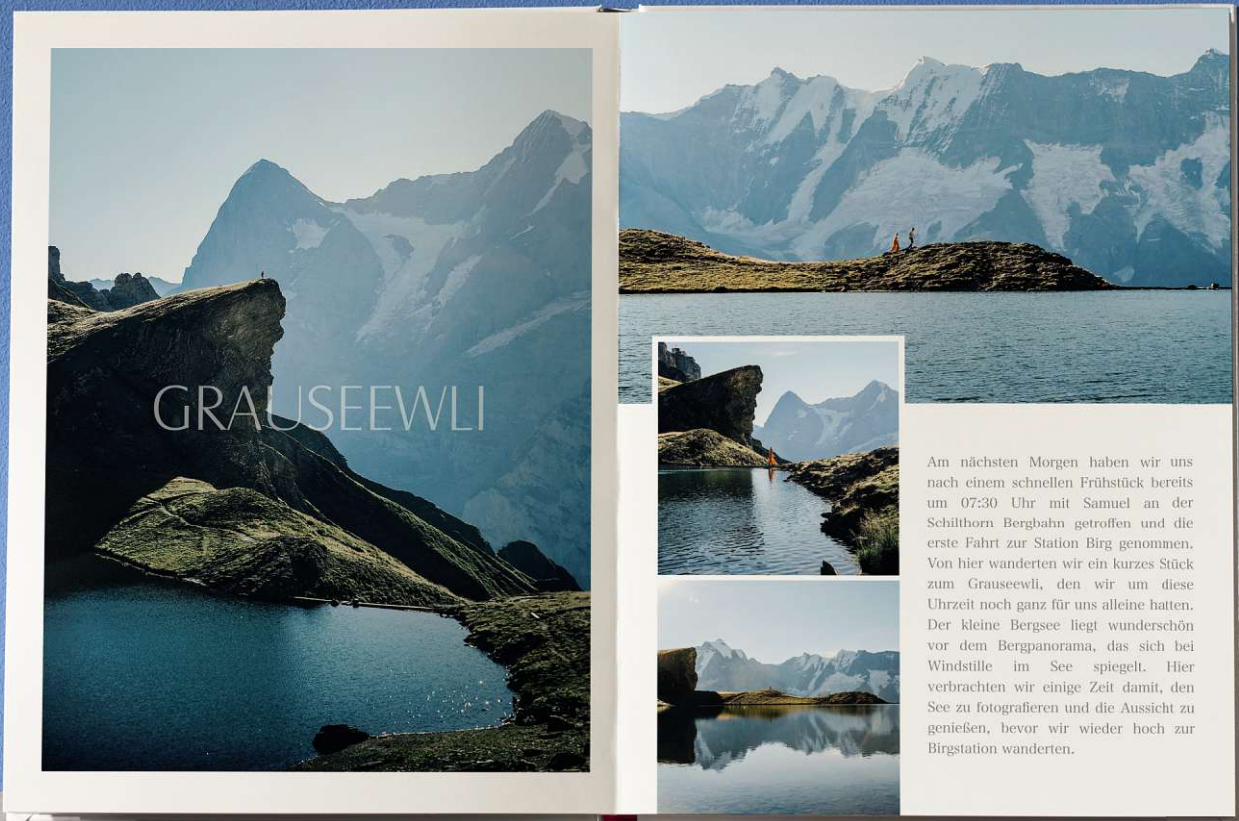 GRAUSEEWLI
Am nächsten Morgen haben wir uns
nach einem schnellen Frühstück bereits
um 07:30 Uhr mit Samuel an der
Schilthorn Bergbahn getroffen und die
erste Fahrt zur Station Birg genommen.
Von hier wanderten wir ein kurzes Stück
zum Grauseewli, den wir um diese
Uhrzeit noch ganz für uns alleine hatten.
Der kleine Bergsee liegt wunderschön
vor dem Bergpanorama, das sich bei
Windstille im See spiegelt. Hier
verbrachten wir einige Zeit damit, den
See zu fotografieren und die Aussicht zu
genießen, bevor wir wieder hoch zur
Birgstation wanderten.